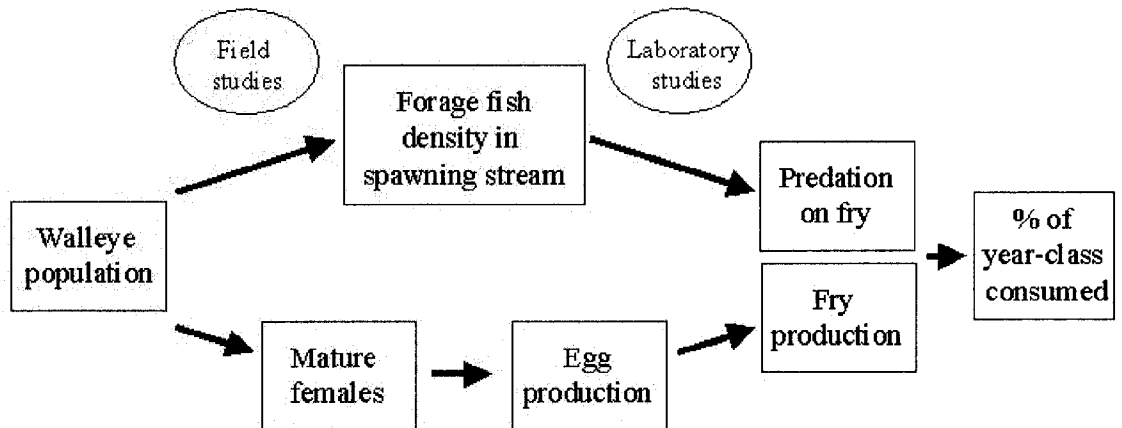 Field
studies
Laboratory
studies
Forage fish
density in
spawning stream
Predation
on fry
Walleye
population
% of
year-class
consumed
Fry
production
Mature
females
Egg
production